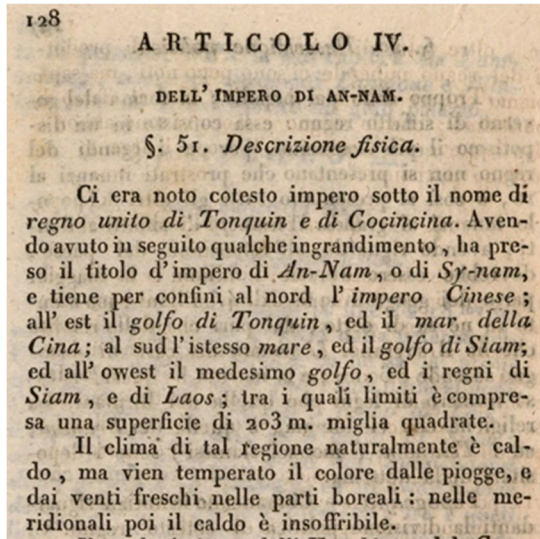 128
ARTICOLO IV.
DELL' IMPERO DI AN-NAM.
§. 51. Descrizione fisica.
Ci era noto cotesto impero sotto il nome di
regno unito di Tonquin e di Cocincina. Aven-
do avuto in seguito qualche ingrandimento, ha pre-
so il titolo d'impero di An-Nam, o di Sy-nam,
e tiene per confini al nord l'impero Cinese;
all' est il golfo di Tonquin, ed il mar della
Cina; al sud l'istesso mare, ed il golfo di Siam;
ed all' owest il medesimo golfo, ed i regni di
Siam, e di Laos; tra i quali limiti è compre-
sa una superficie di 203 m. miglia quadrate.
Il clima di tal regione naturalmente è cal-
do, ma vien temperato il colore dalle piogge, e
dai venti freschi nelle parti boreali: nelle me-
ridionali poi il caldo è insoffribile.